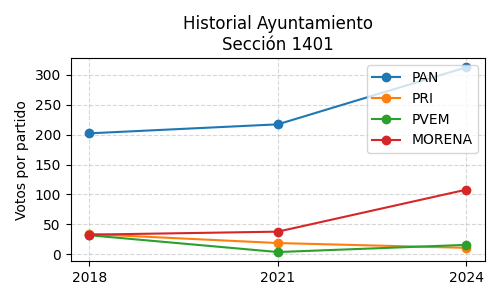 Historial Ayuntamiento
Sección 1401
Votos por partido
300
250
200
150
100
50
0
2018
2021
2024
PAN
PRI
PVEM
MORENA